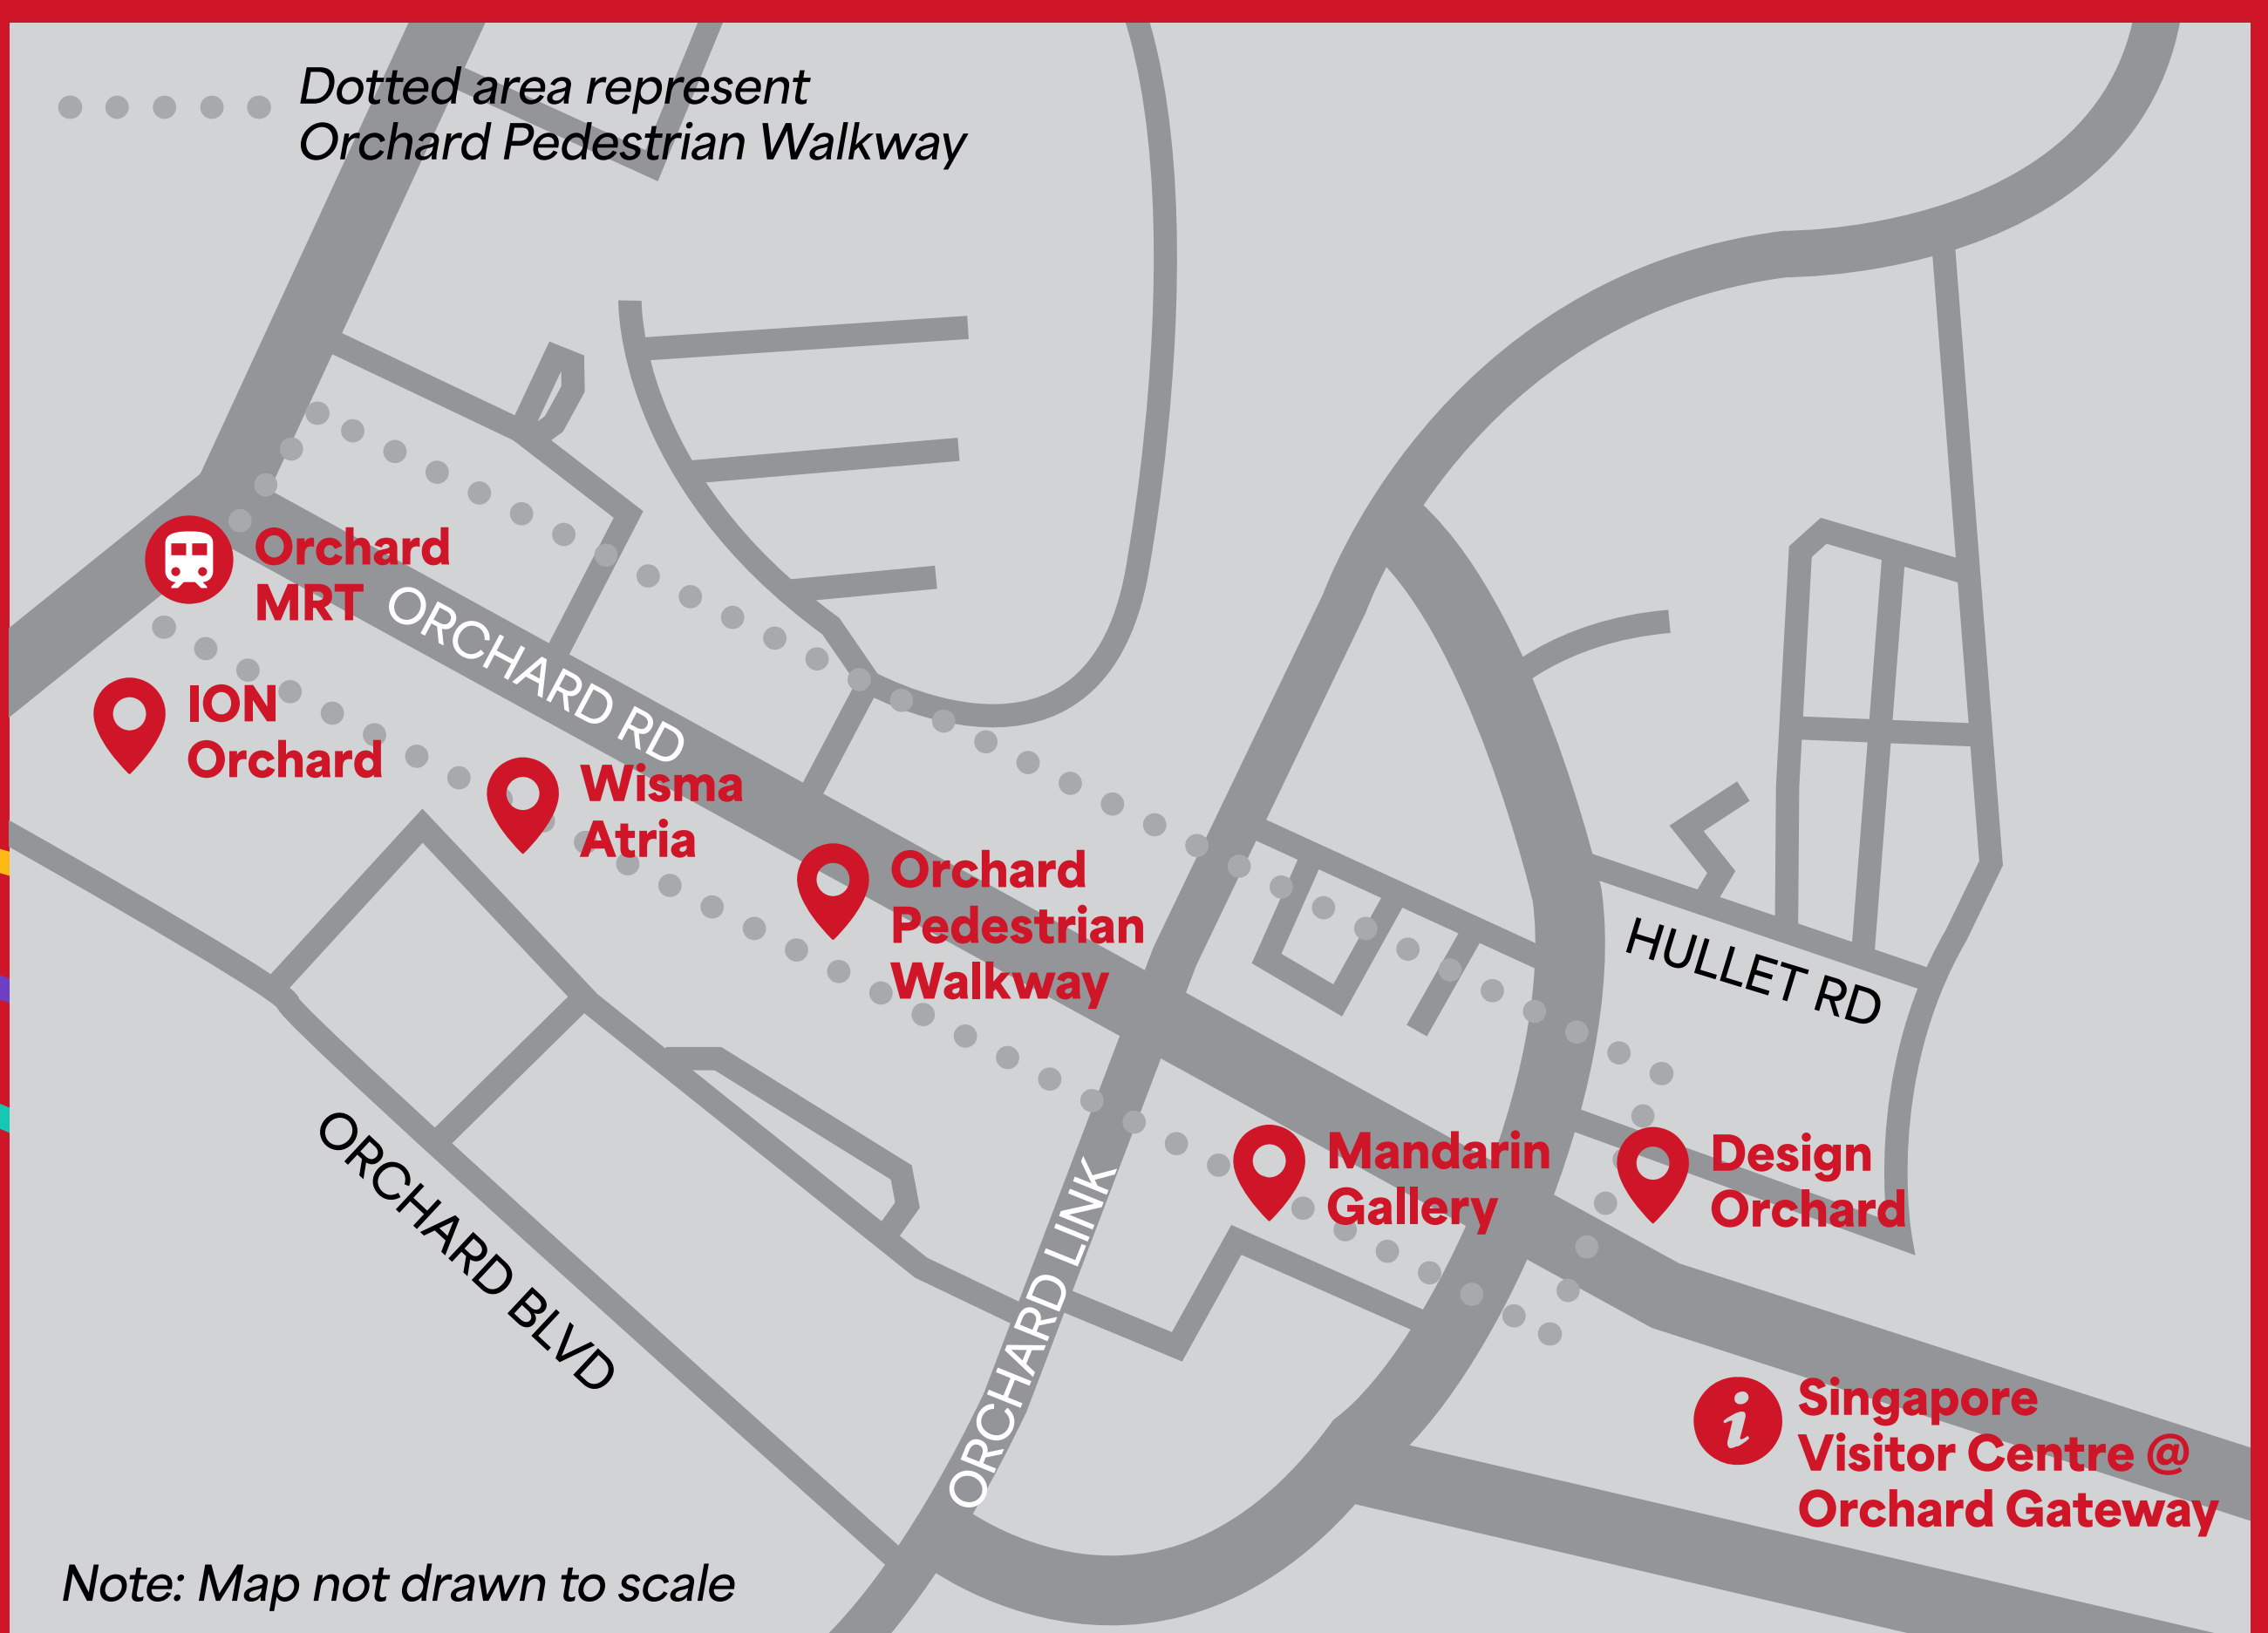 Dotted area represent
Orchard Pedestrian Walkway
Orchard
MRT
ORCHARD RD
ION
Orchard
Wisma
Atria
Orchard
Pedestrian
Walkway
HULLET RD
Mandarin
Gallery
Design
Orchard
ORCHARD BLVD
ORCHARD LINK
Singapore
Visitor Centre @
Orchard Gateway
Note: Map not drawn to scale